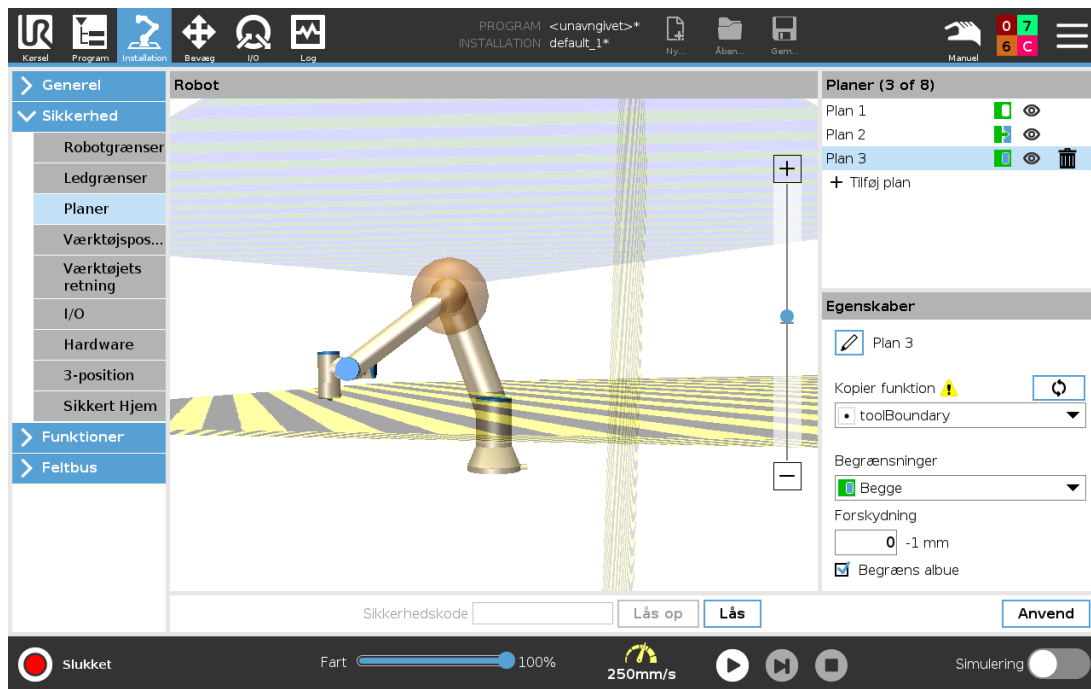 UR
PROGRAM <unavngivet>*
INSTALLATION default_1*
Kørsel Program Installation Bevæg I/O Log Ny... Åben... Gem... Manuel
0 7
6 C
Generel
Sikkerhed
Robotgrænser
Ledgrænser
Planer
Værktøjspos...
Værktøjets
retning
I/O
Hardware
3-position
Sikkert Hjem
Funktioner
Feltbus
Robot
Planer (3 of 8)
Plan 1
Plan 2
Plan 3
+ Tilføj plan
Egenskaber
Plan 3
Kopier funktion
toolBoundary
Begrænsninger
Begge
Forskydning
0 -1 mm
Begræns albue
Sikkerhedskode Lås op Lås Anvend
Slukket Fart 100% 250mm/s Simulering